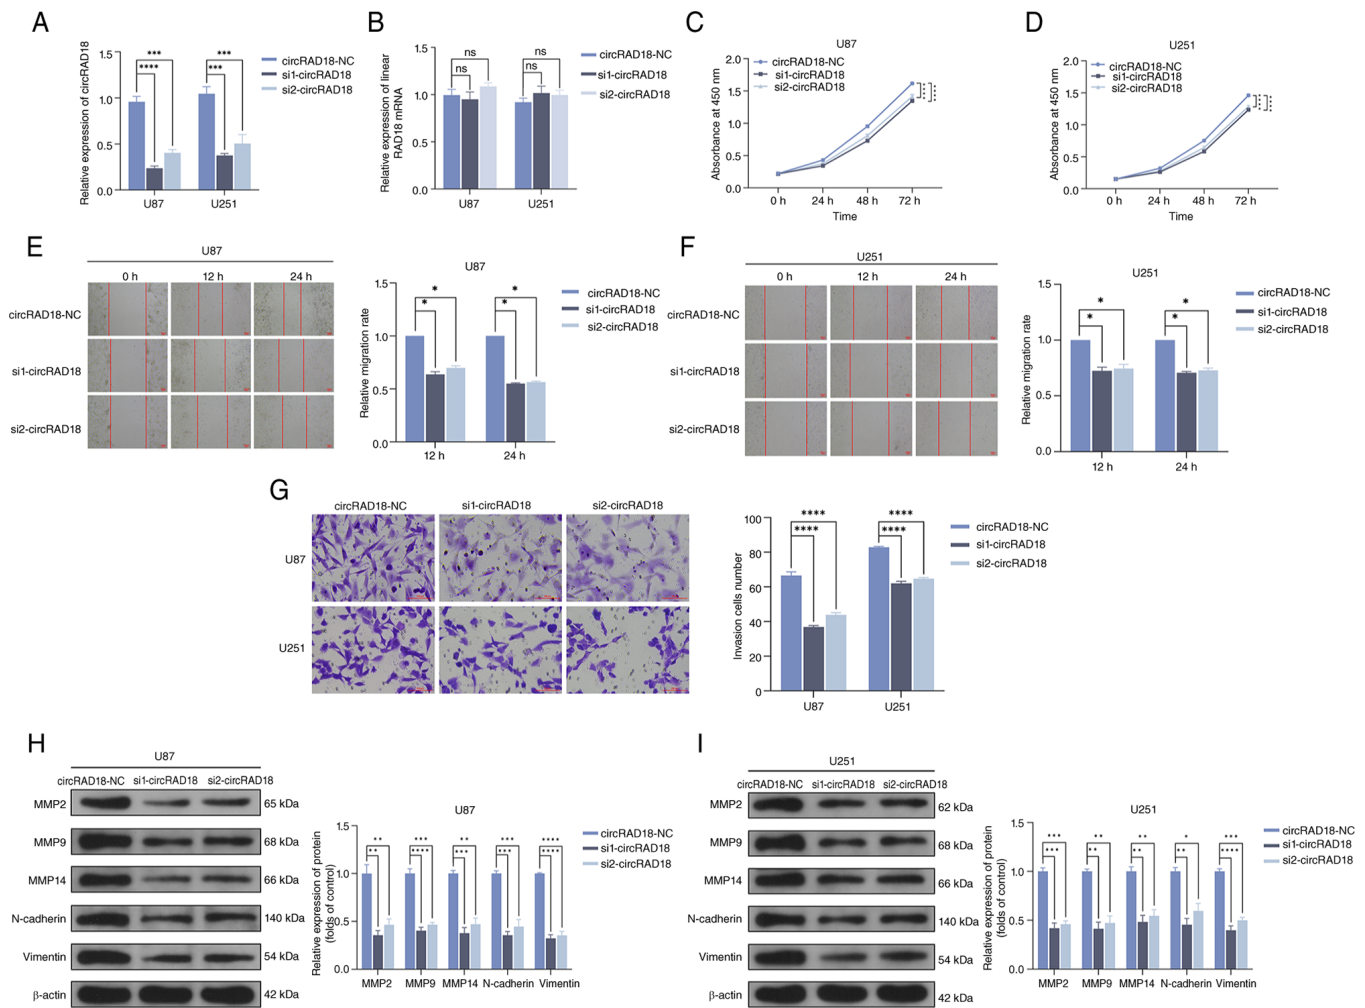 A
Relative expression of circRAD18
1.5
1.0
0.5
0.0
***
****
***
***
U87
U251
circRAD18-NC
si1-circRAD18
si2-circRAD18
B
Relative expression of linear
RAD18 mRNA
1.5
1.0
0.5
0.0
ns
ns
ns
ns
U87
U251
circRAD18-NC
si1-circRAD18
si2-circRAD18
C
U87
Absorbance at 450 nm
2.0
1.5
1.0
0.5
0.0
circRAD18-NC
si1-circRAD18
si2-circRAD18
0 h
24 h
48 h
72 h
Time
D
U251
Absorbance at 450 nm
2.0
1.5
1.0
0.5
0.0
circRAD18-NC
si1-circRAD18
si2-circRAD18
0 h
24 h
48 h
72 h
Time
E
U87
0 h
12 h
24 h
circRAD18-NC
si1-circRAD18
si2-circRAD18
U87
Relative migration rate
1.5
1.0
0.5
0.0
*
*
*
*
12 h
24 h
circRAD18-NC
si1-circRAD18
si2-circRAD18
F
U251
0 h
12 h
24 h
circRAD18-NC
si1-circRAD18
si2-circRAD18
U251
Relative migration rate
1.5
1.0
0.5
0.0
*
*
*
*
12 h
24 h
circRAD18-NC
si1-circRAD18
si2-circRAD18
G
circRAD18-NC
si1-circRAD18
si2-circRAD18
U87
U251
Invasion cells number
100
80
60
40
20
0
****
****
****
****
U87
U251
circRAD18-NC
si1-circRAD18
si2-circRAD18
H
U87
circRAD18-NC si1-circRAD18 si2-circRAD18
MMP2 65 kDa
MMP9 68 kDa
MMP14 66 kDa
N-cadherin 140 kDa
Vimentin 54 kDa
β-actin 42 kDa
U87
Relative expression of protein
(folds of control)
1.5
1.0
0.5
0.0
** *** ** *** ****
** **** *** *** ****
MMP2 MMP9 MMP14 N-cadherin Vimentin
circRAD18-NC
si1-circRAD18
si2-circRAD18
I
U251
circRAD18-NC si1-circRAD18 si2-circRAD18
MMP2 62 kDa
MMP9 68 kDa
MMP14 66 kDa
N-cadherin 140 kDa
Vimentin 54 kDa
β-actin 42 kDa
U251
Relative expression of protein
(folds of control)
1.5
1.0
0.5
0.0
*** ** ** * ***
*** ** ** ** ****
MMP2 MMP9 MMP14 N-cadherin Vimentin
circRAD18-NC
si1-circRAD18
si2-circRAD18